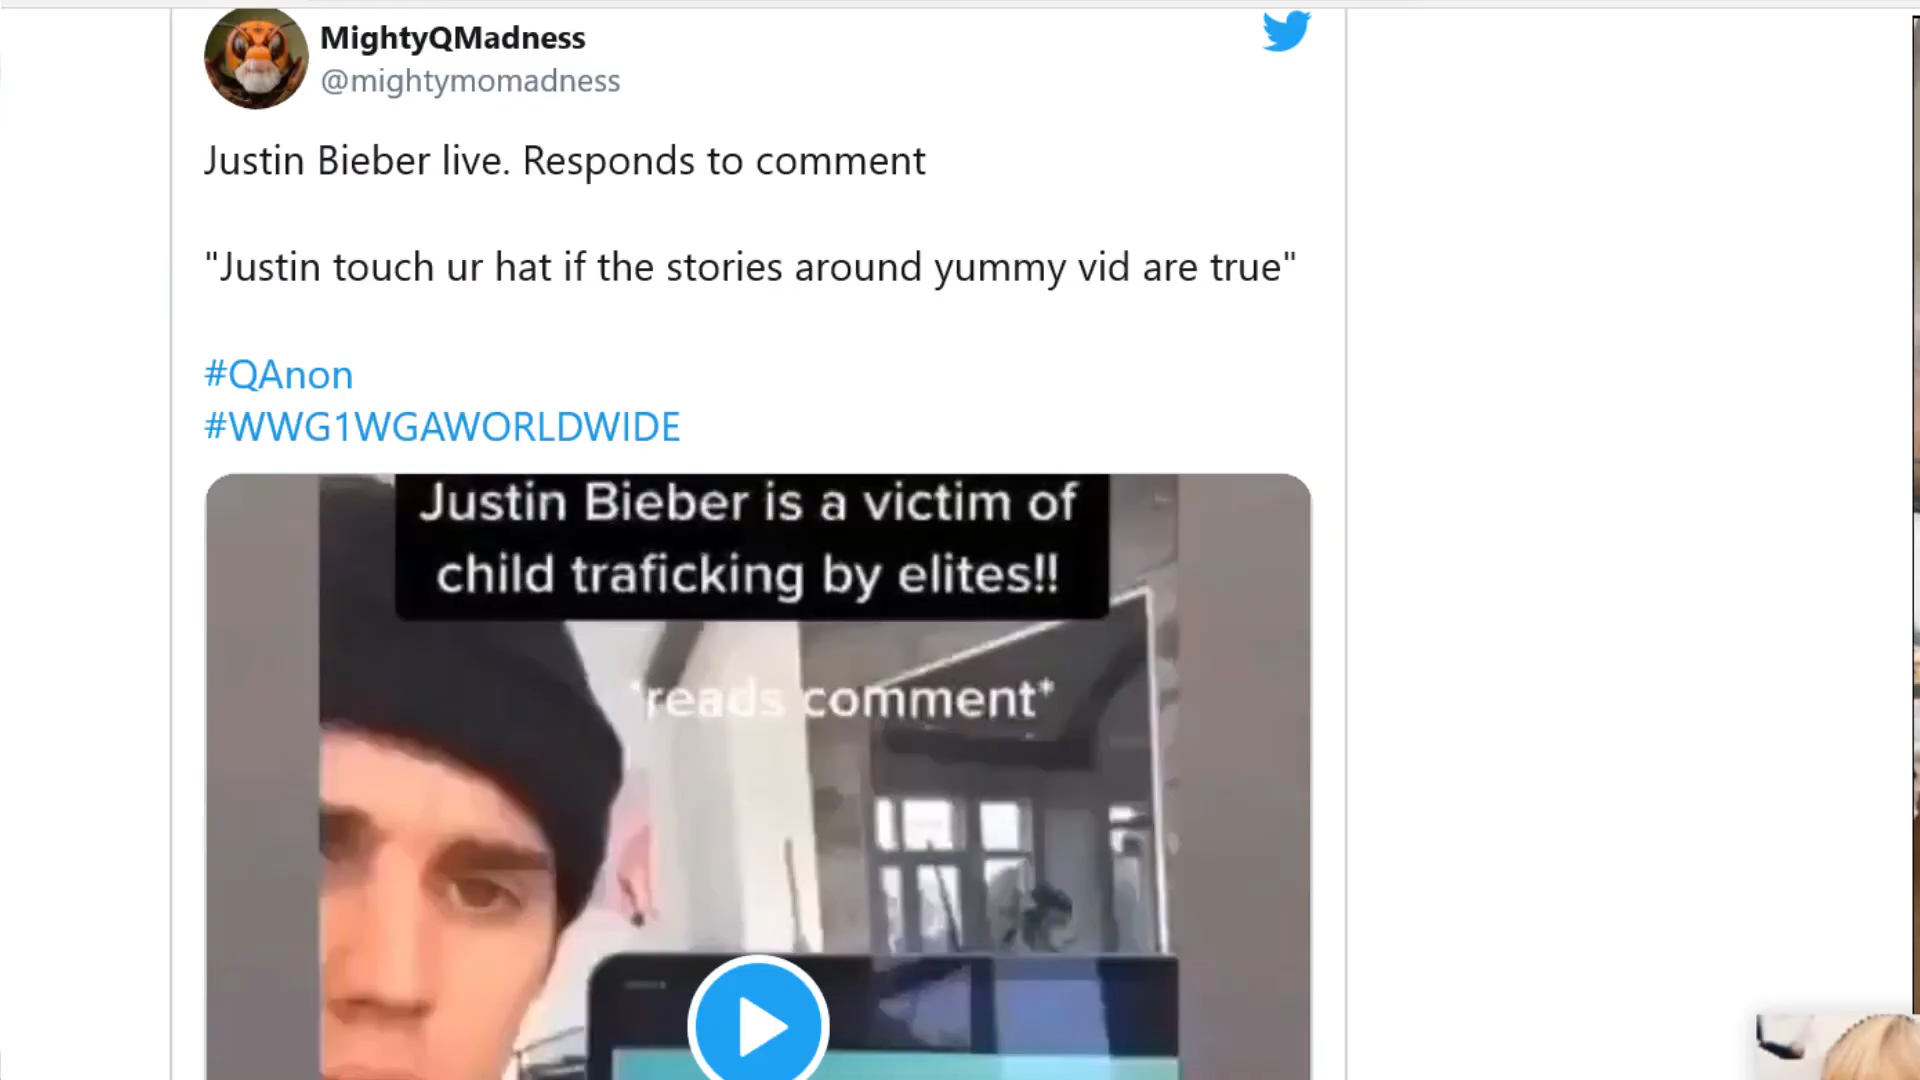 MightyQMadness
@mightymomadness
Justin Bieber live. Responds to comment
"Justin touch ur hat if the stories around yummy vid are true"
#QAnon
#WWG1WGAWORLDWIDE
Justin Bieber is a victim of
child traficking by elites!!
*reads comment*